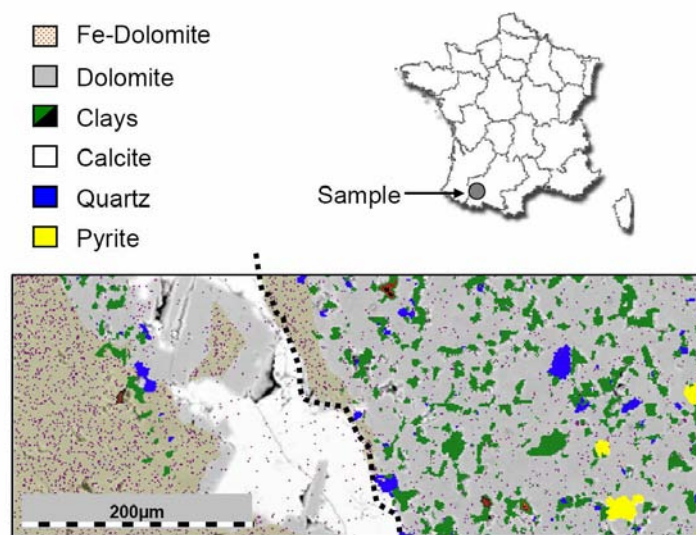 Fe-Dolomite
Dolomite
Clays
Calcite
Quartz
Pyrite
Sample
200µm